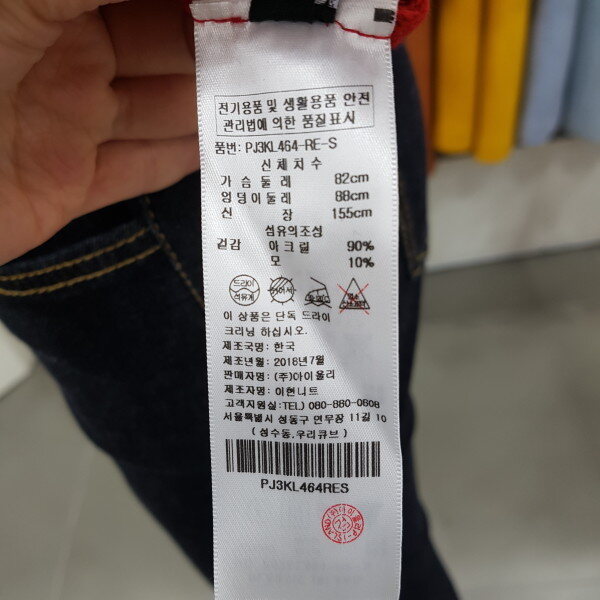 전기용품 및 생활용품 안전
관리법에 의한 품질표시
품번: PJ3KL464-RE-S
신체치수
가슴둘레 82cm
엉덩이둘레 88cm
신 장 155cm
섬유의조성
겉감 아크릴 90%
모 10%
드라이
석유계
이 상품은 단독 드라이
크리닝 하십시오.
제조국명: 한국
제조년월: 2018년7월
판매자명: (주)아이올리
제조자명: 이현니트
고객지원실:TEL) 080-860-0608
서울특별시 성동구 연무장 11길 10
(성수동,우리큐브)
PJ3KL464RES